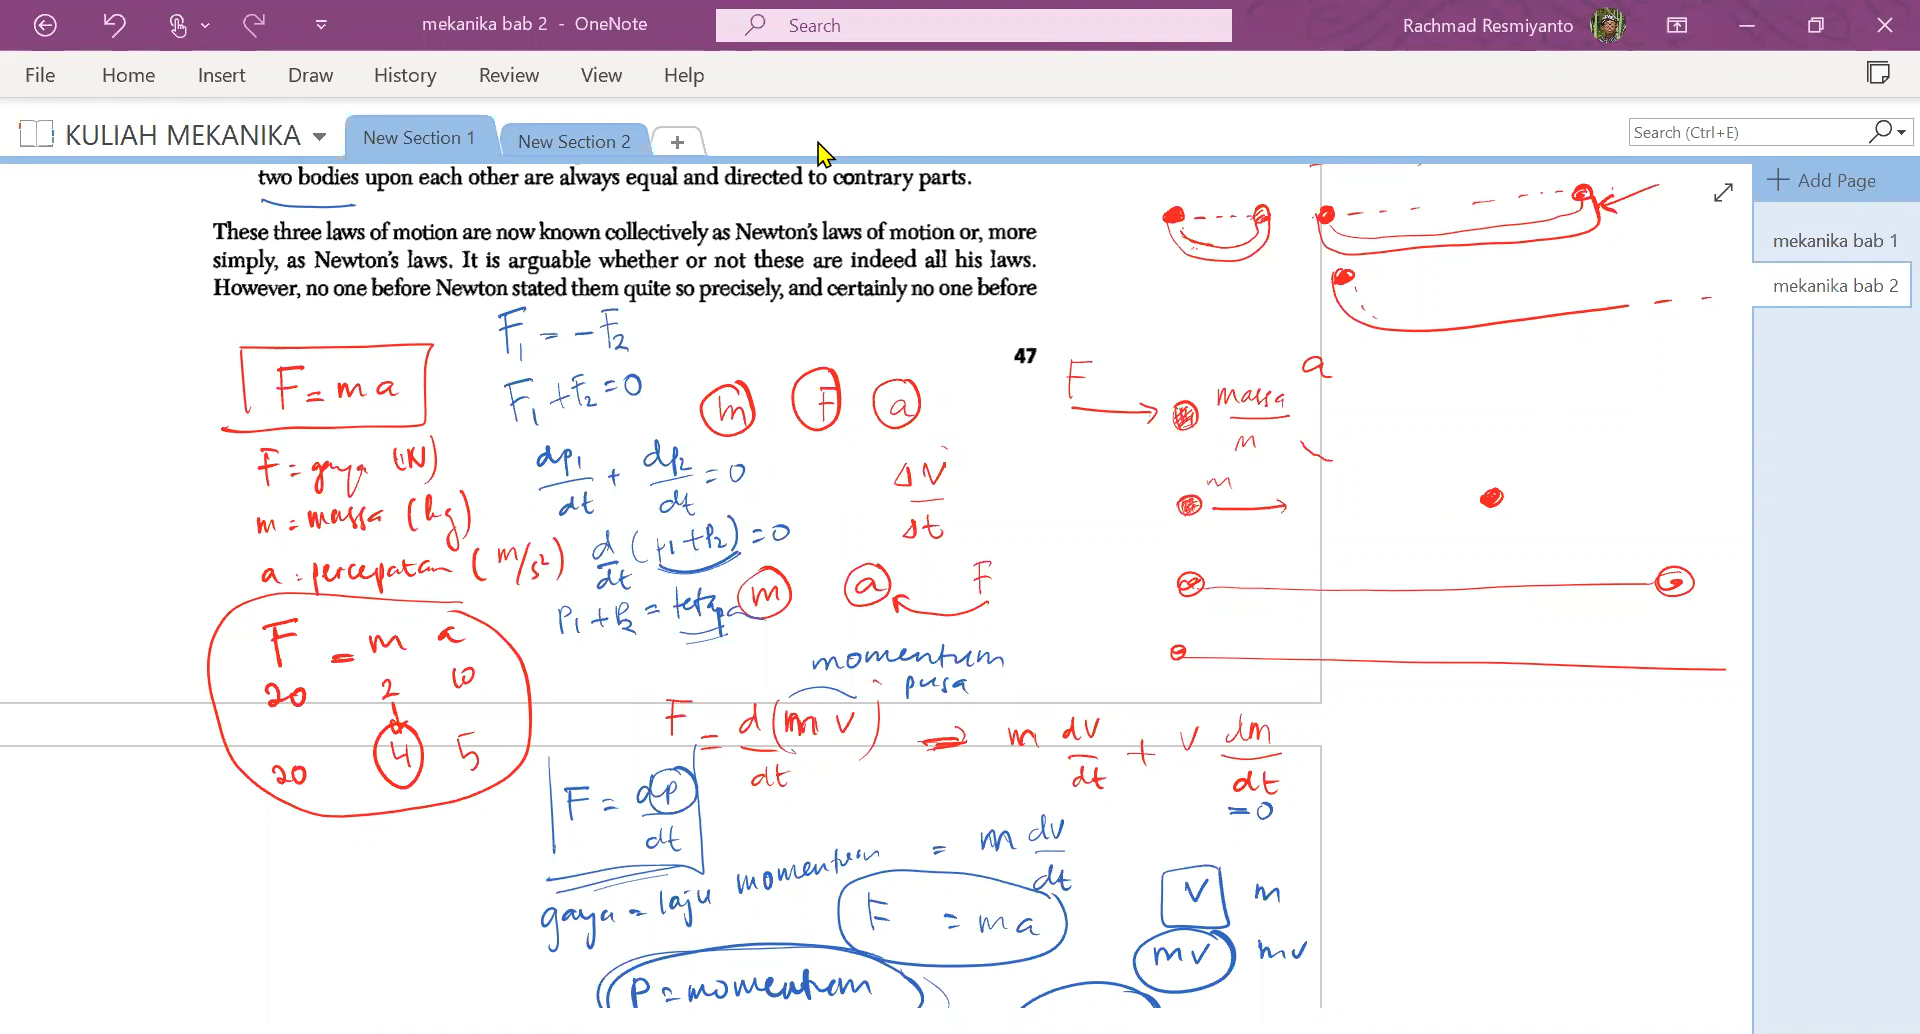 mekanika bab 2 - OneNote
Search
Rachmad Resmiyanto
File Home Insert Draw History Review View Help
KULIAH MEKANIKA
New Section 1
New Section 2
+
Search (Ctrl+E)
Add Page
mekanika bab 1
mekanika bab 2
two bodies upon each other are always equal and directed to contrary parts.
These three laws of motion are now known collectively as Newton's laws of motion or, more
simply, as Newton's laws. It is arguable whether or not these are indeed all his laws.
However, no one before Newton stated them quite so precisely, and certainly no one before
47
F₁ = -F₂
F₁ + F₂ = 0
dp₁/dt + dp₂/dt = 0
d/dt (p₁ + p₂) = 0
P₁ + P₂ = tetap
F = m a
F = gaya (N)
m = massa (kg)
a = percepatan (m/s²)
F = m a
20 2 10
20 4 5
m F a
ΔV/Δt
m a F
F
massa
m
a
m
momentum
pusa
F = d(m v)/dt => m dv/dt + v dm/dt
= 0
F = dp/dt
= m dv/dt
gaya = laju momentum
F = m a
v m
mv mv
P = momentum